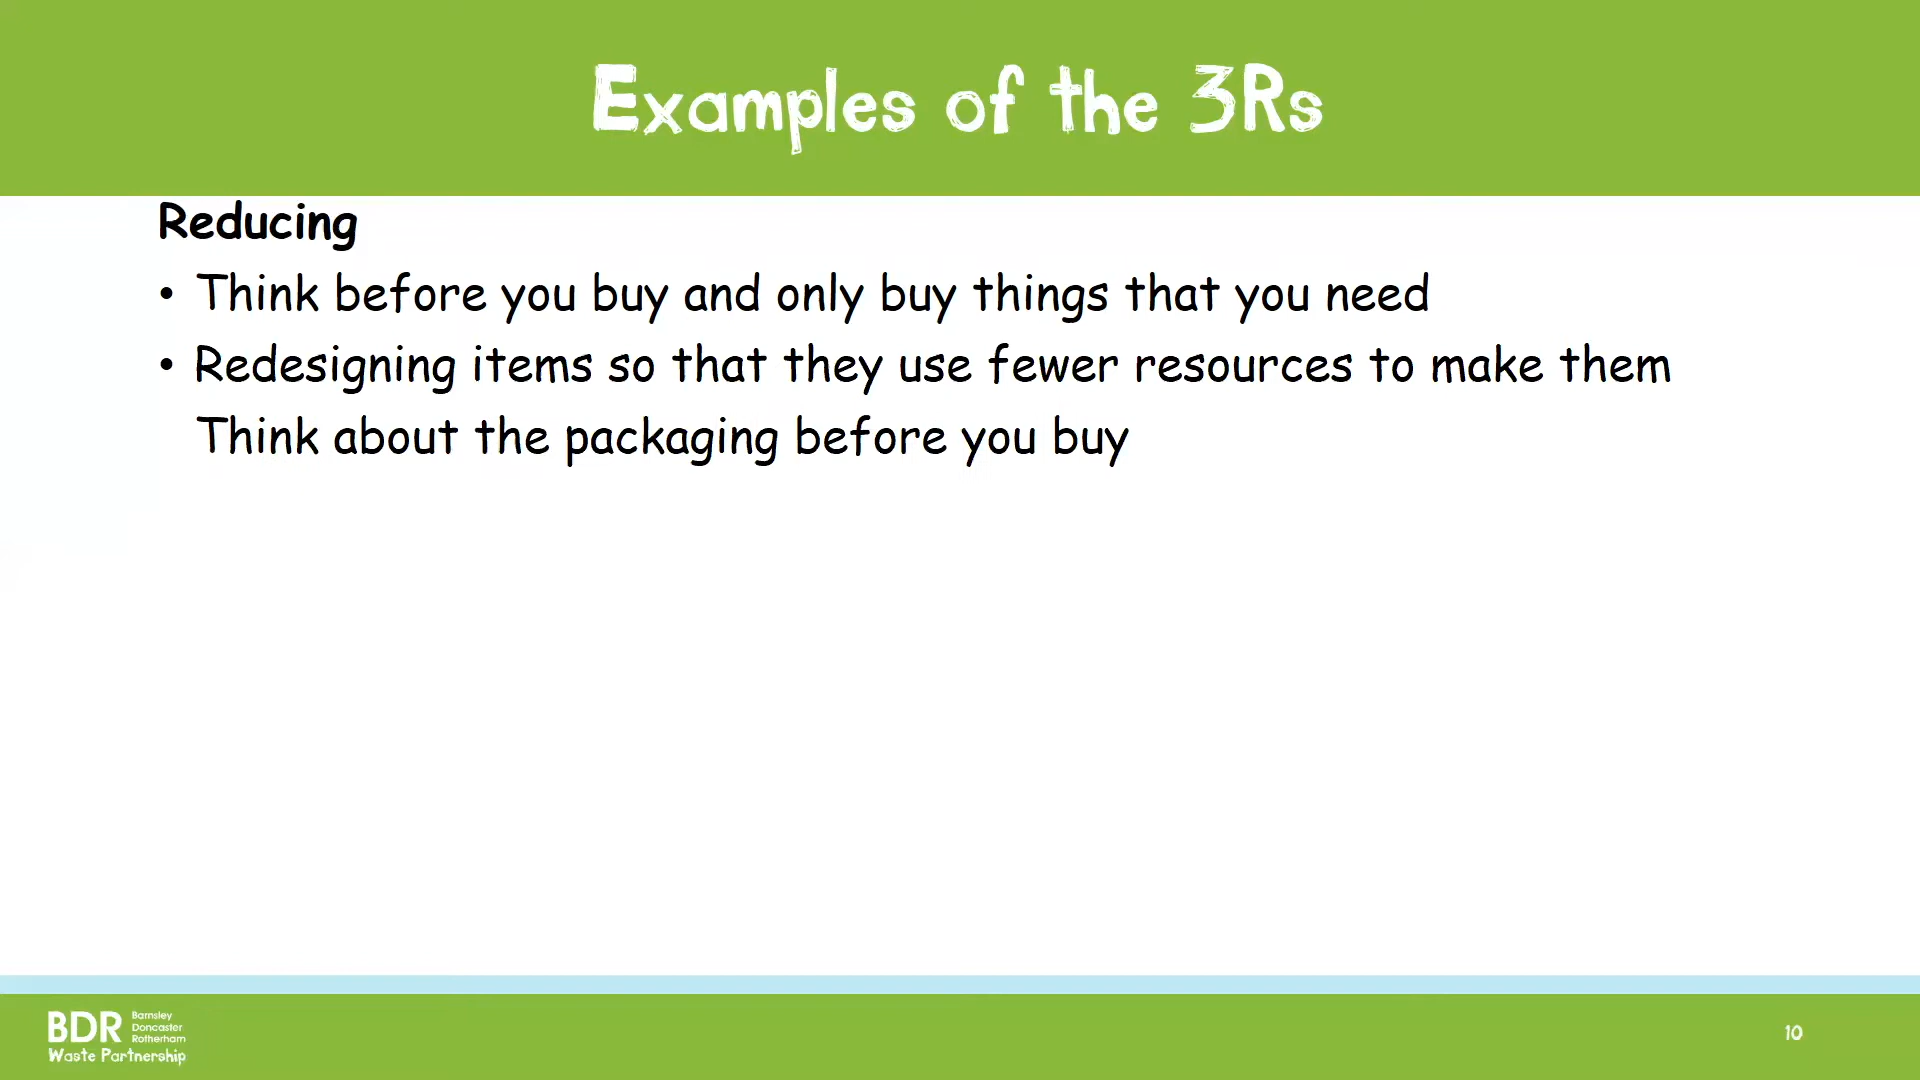 Examples of the 3Rs
Reducing
• Think before you buy and only buy things that you need
• Redesigning items so that they use fewer resources to make them
Think about the packaging before you buy
BDR
Barnsley
Doncaster
Rotherham
Waste Partnership
10